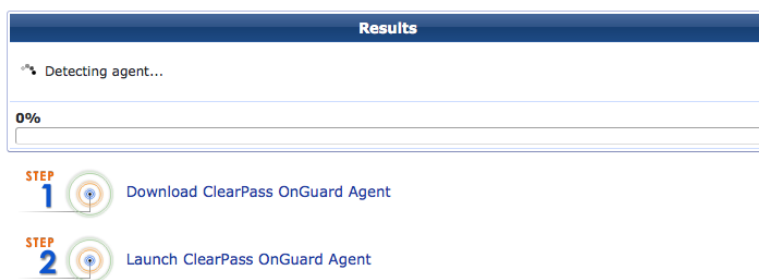 Results
Detecting agent...
0%
STEP
1
Download ClearPass OnGuard Agent
STEP
2
Launch ClearPass OnGuard Agent